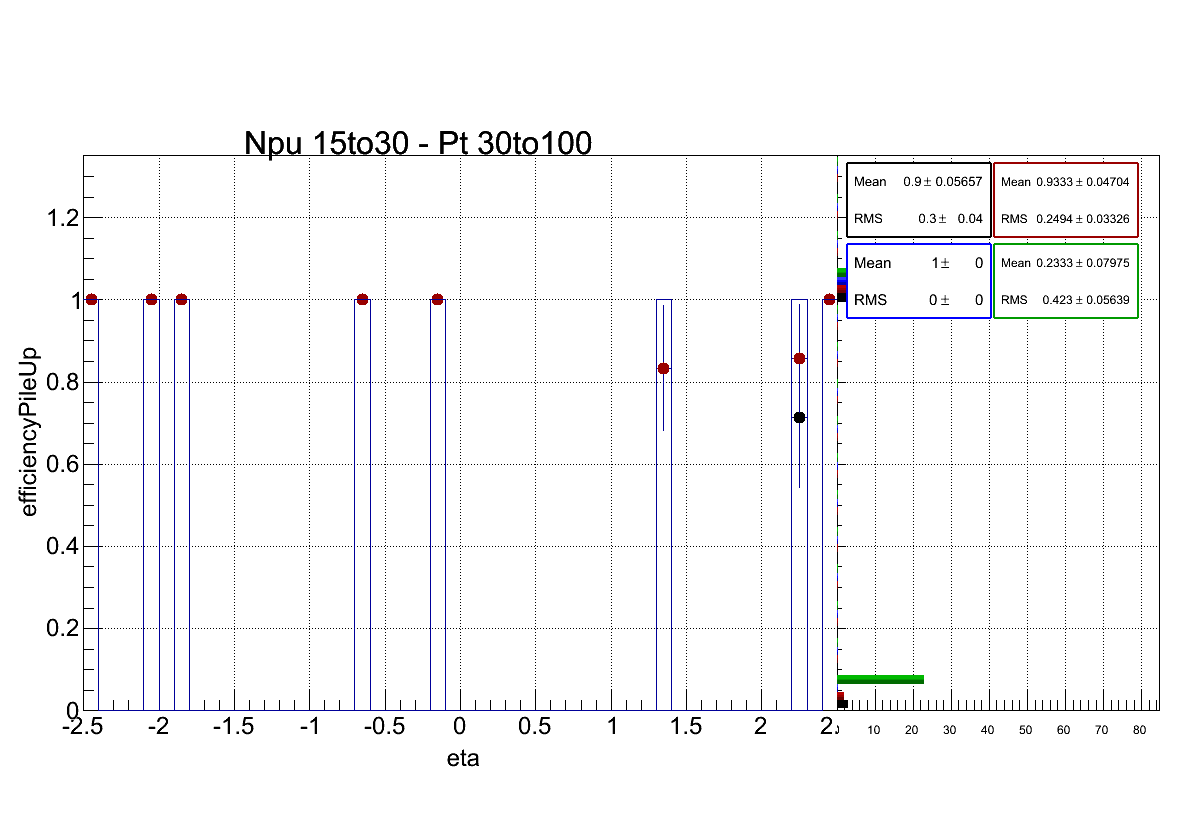 Npu 15to30 - Pt 30to100
Mean 0.9 ± 0.05657
RMS 0.3 ± 0.04
Mean 0.9333 ± 0.04704
RMS 0.2494 ± 0.03326
Mean 1 ± 0
RMS 0 ± 0
Mean 0.2333 ± 0.07975
RMS 0.423 ± 0.05639
1.2
1
0.8
0.6
0.4
0.2
0
efficiencyPileUp
-2.5 -2 -1.5 -1 -0.5 0 0.5 1 1.5 2 2.
10 20 30 40 50 60 70 80
eta